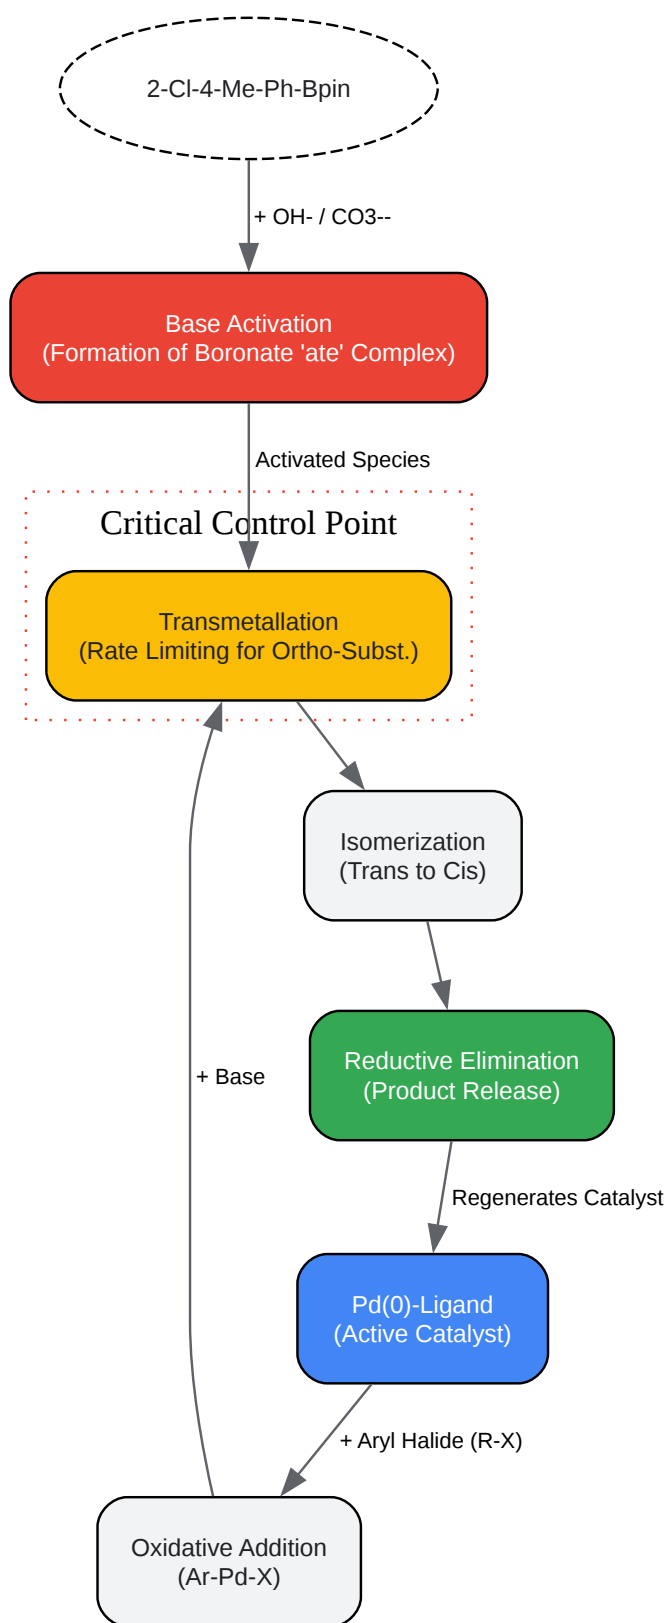 2-Cl-4-Me-Ph-Bpin
+ OH- / CO3--
Base Activation
(Formation of Boronate 'ate' Complex)
Activated Species
Critical Control Point
Transmetallation
(Rate Limiting for Ortho-Subst.)
Isomerization
(Trans to Cis)
Reductive Elimination
(Product Release)
+ Base
Regenerates Catalyst
Pd(0)-Ligand
(Active Catalyst)
+ Aryl Halide (R-X)
Oxidative Addition
(Ar-Pd-X)